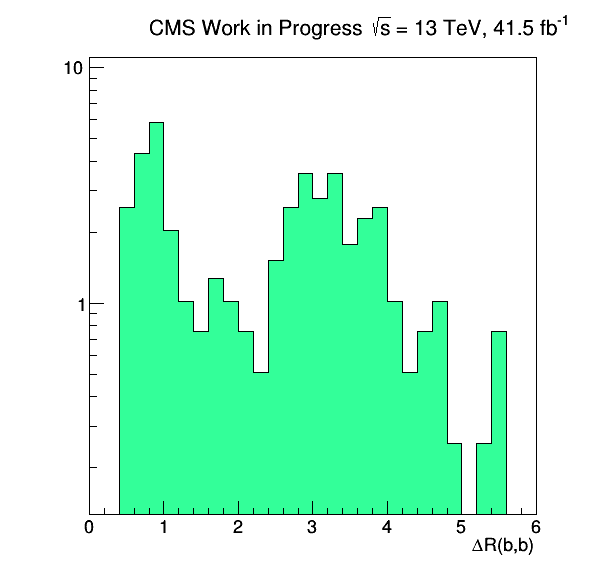 CMS Work in Progress √s = 13 TeV, 41.5 fb⁻¹
10
1
0 1 2 3 4 5 6
ΔR(b,b)